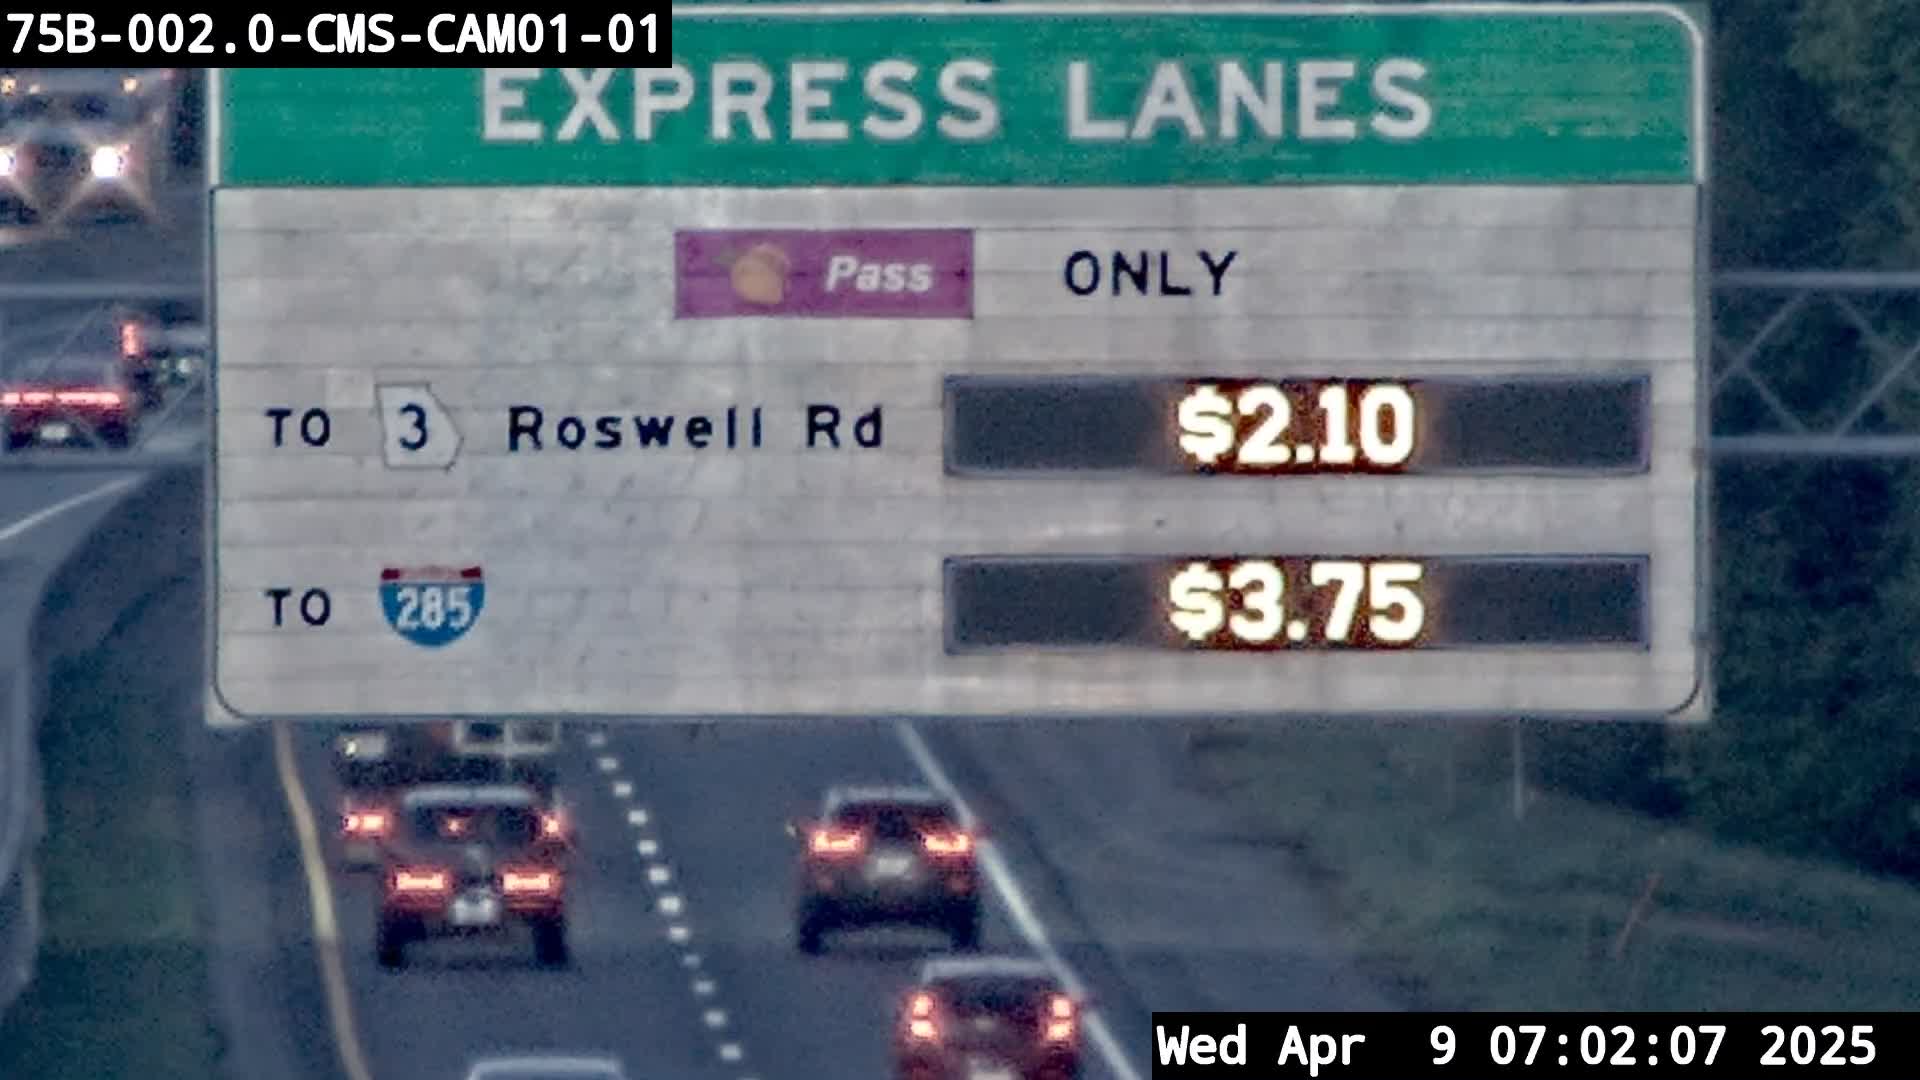 75B-002.0-CMS-CAM01-01
EXPRESS LANES
Pass ONLY
TO 3 Roswell Rd $2.10
TO 285 $3.75
Wed Apr 9 07:02:07 2025